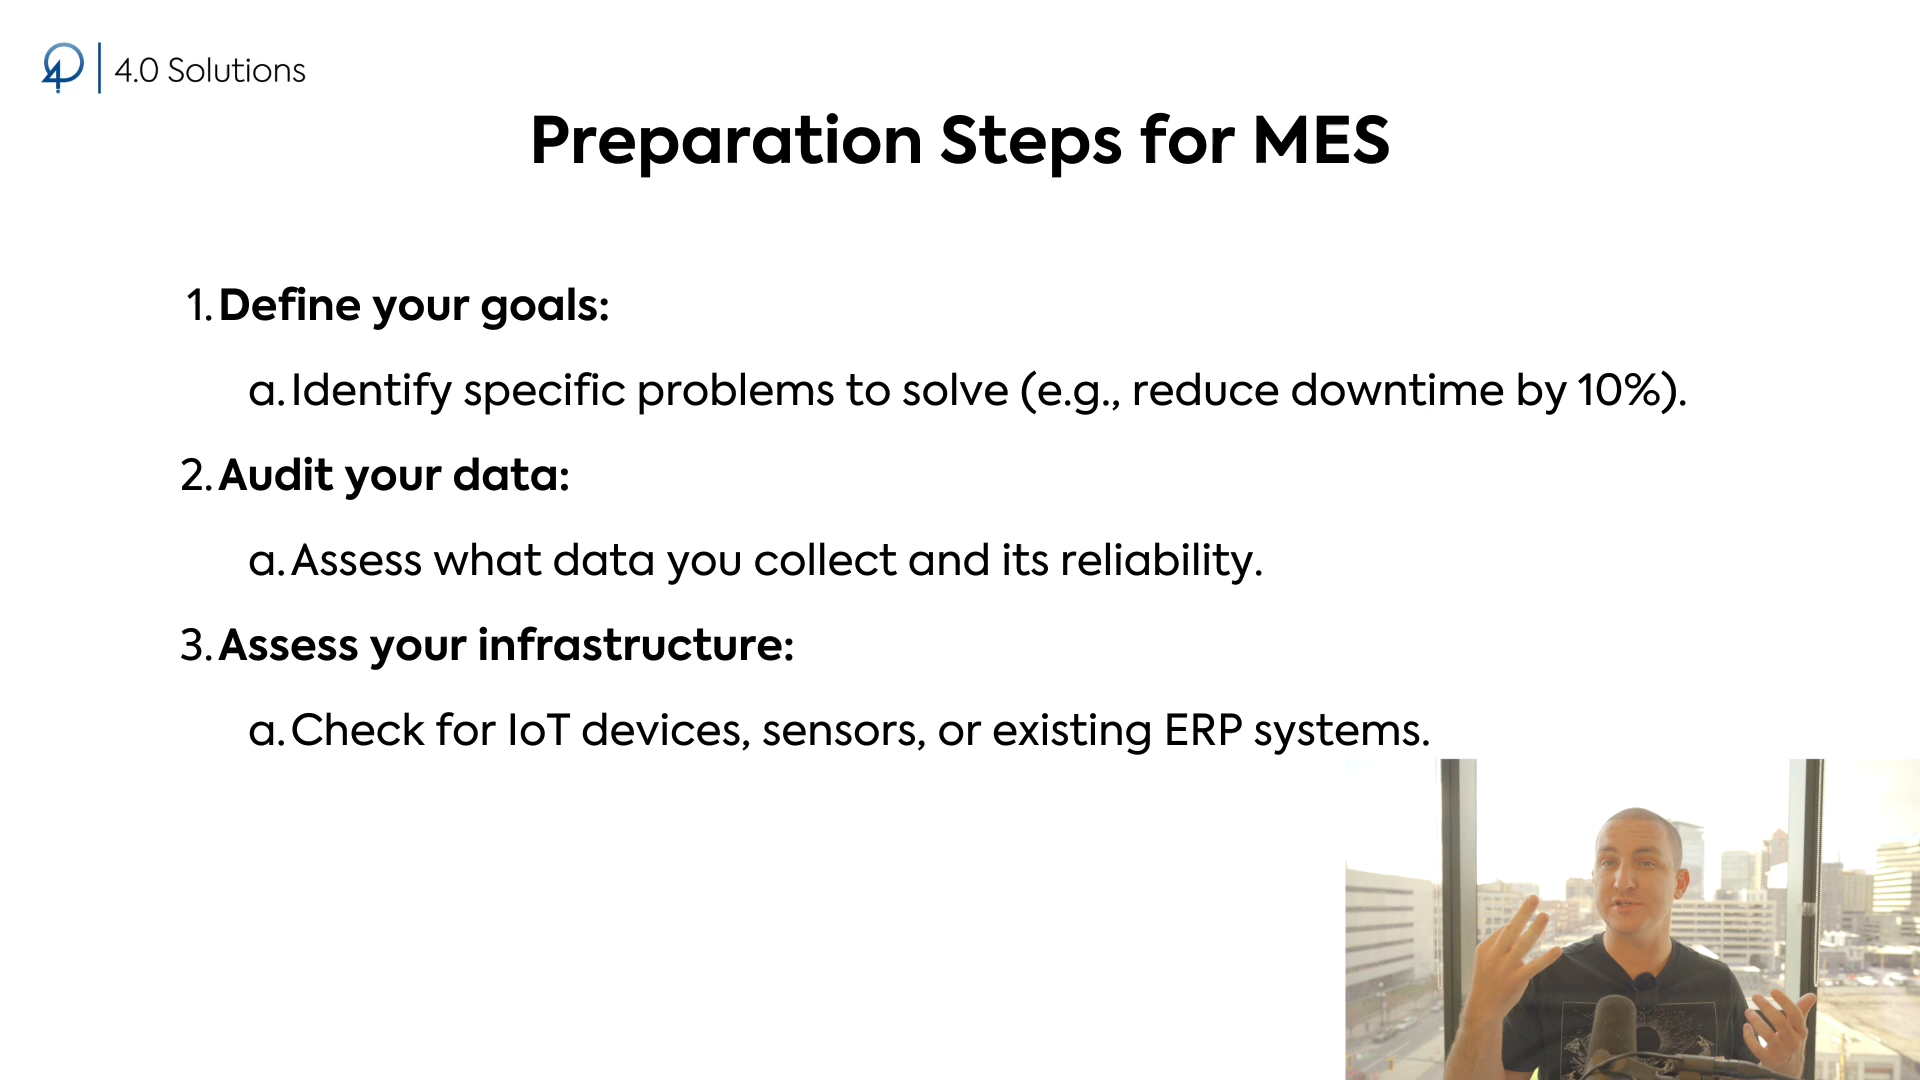 4.0 Solutions
Preparation Steps for MES
1. Define your goals:
a. Identify specific problems to solve (e.g., reduce downtime by 10%).
2. Audit your data:
a. Assess what data you collect and its reliability.
3. Assess your infrastructure:
a. Check for IoT devices, sensors, or existing ERP systems.